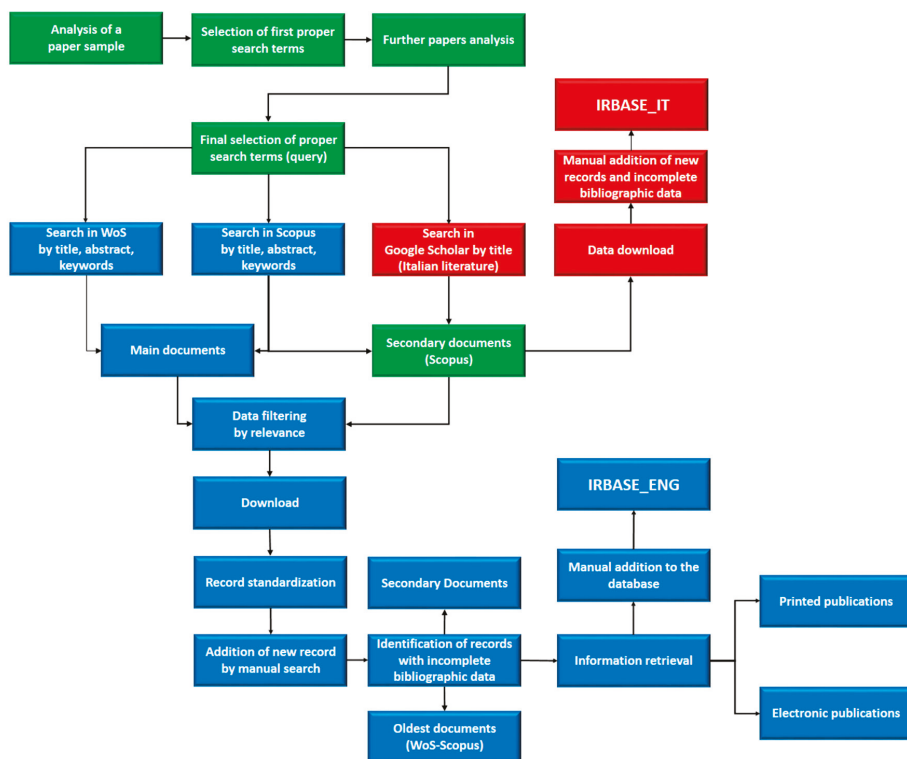 Analysis of a
paper sample
Selection of first proper
search terms
Further papers analysis
IRBASE_IT
Final selection of proper
search terms (query)
Manual addition of new
records and incomplete
bibliographic data
Search in WoS
by title, abstract,
keywords
Search in Scopus
by title, abstract,
keywords
Search in
Google Scholar by title
(Italian literature)
Data download
Main documents
Secondary documents
(Scopus)
Data filtering
by relevance
Download
IRBASE_ENG
Record standardization
Secondary Documents
Manual addition to the
database
Printed publications
Addition of new record
by manual search
Identification of records
with incomplete
bibliographic data
Information retrieval
Electronic publications
Oldest documents
(WoS-Scopus)